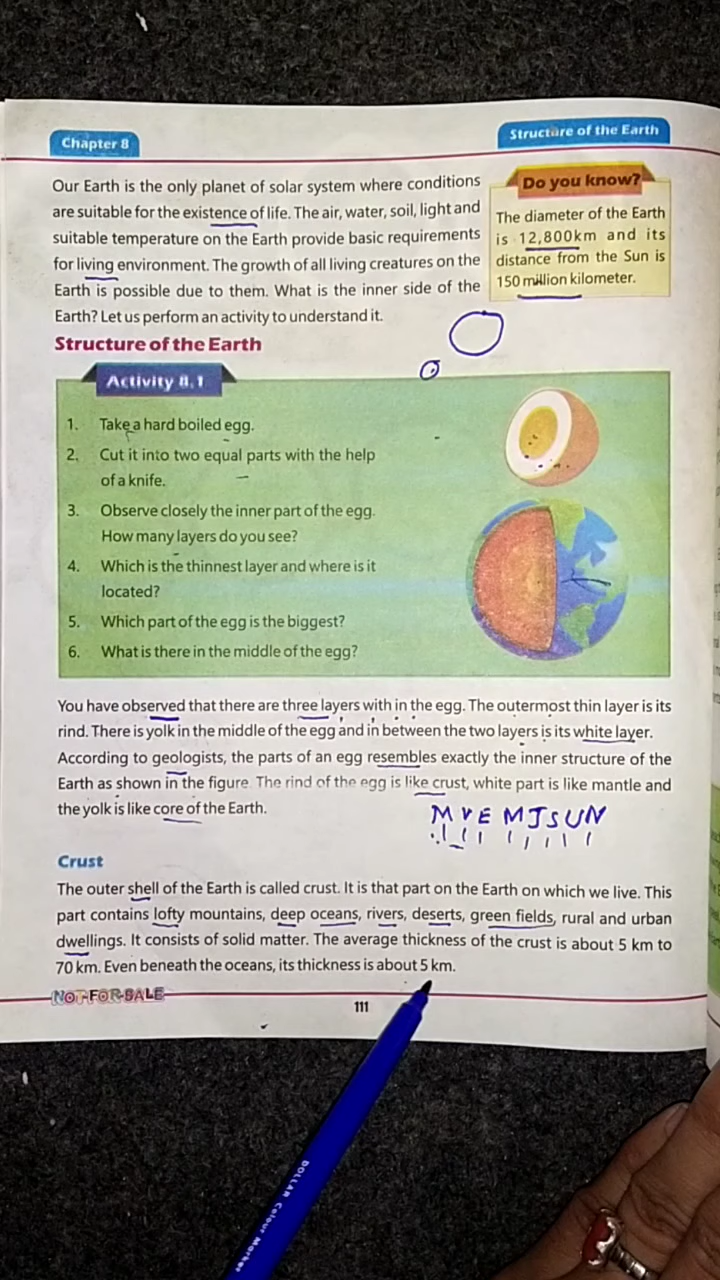 Chapter 8
Structure of the Earth
Our Earth is the only planet of solar system where conditions
are suitable for the existence of life. The air, water, soil, light and
suitable temperature on the Earth provide basic requirements
for living environment. The growth of all living creatures on the
Earth is possible due to them. What is the inner side of the
Earth? Let us perform an activity to understand it.
Do you know?
The diameter of the Earth
is 12,800km and its
distance from the Sun is
150 million kilometer.
Structure of the Earth
Activity 8.1
1. Take a hard boiled egg.
2. Cut it into two equal parts with the help
of a knife.
3. Observe closely the inner part of the egg.
How many layers do you see?
4. Which is the thinnest layer and where is it
located?
5. Which part of the egg is the biggest?
6. What is there in the middle of the egg?
You have observed that there are three layers with in the egg. The outermost thin layer is its
rind. There is yolk in the middle of the egg and in between the two layers is its white layer.
According to geologists, the parts of an egg resembles exactly the inner structure of the
Earth as shown in the figure. The rind of the egg is like crust, white part is like mantle and
the yolk is like core of the Earth.
M V E M J S U N
Crust
The outer shell of the Earth is called crust. It is that part on the Earth on which we live. This
part contains lofty mountains, deep oceans, rivers, deserts, green fields, rural and urban
dwellings. It consists of solid matter. The average thickness of the crust is about 5 km to
70 km. Even beneath the oceans, its thickness is about 5 km.
NOT FOR SALE
111
DOLLAR Colour Marker